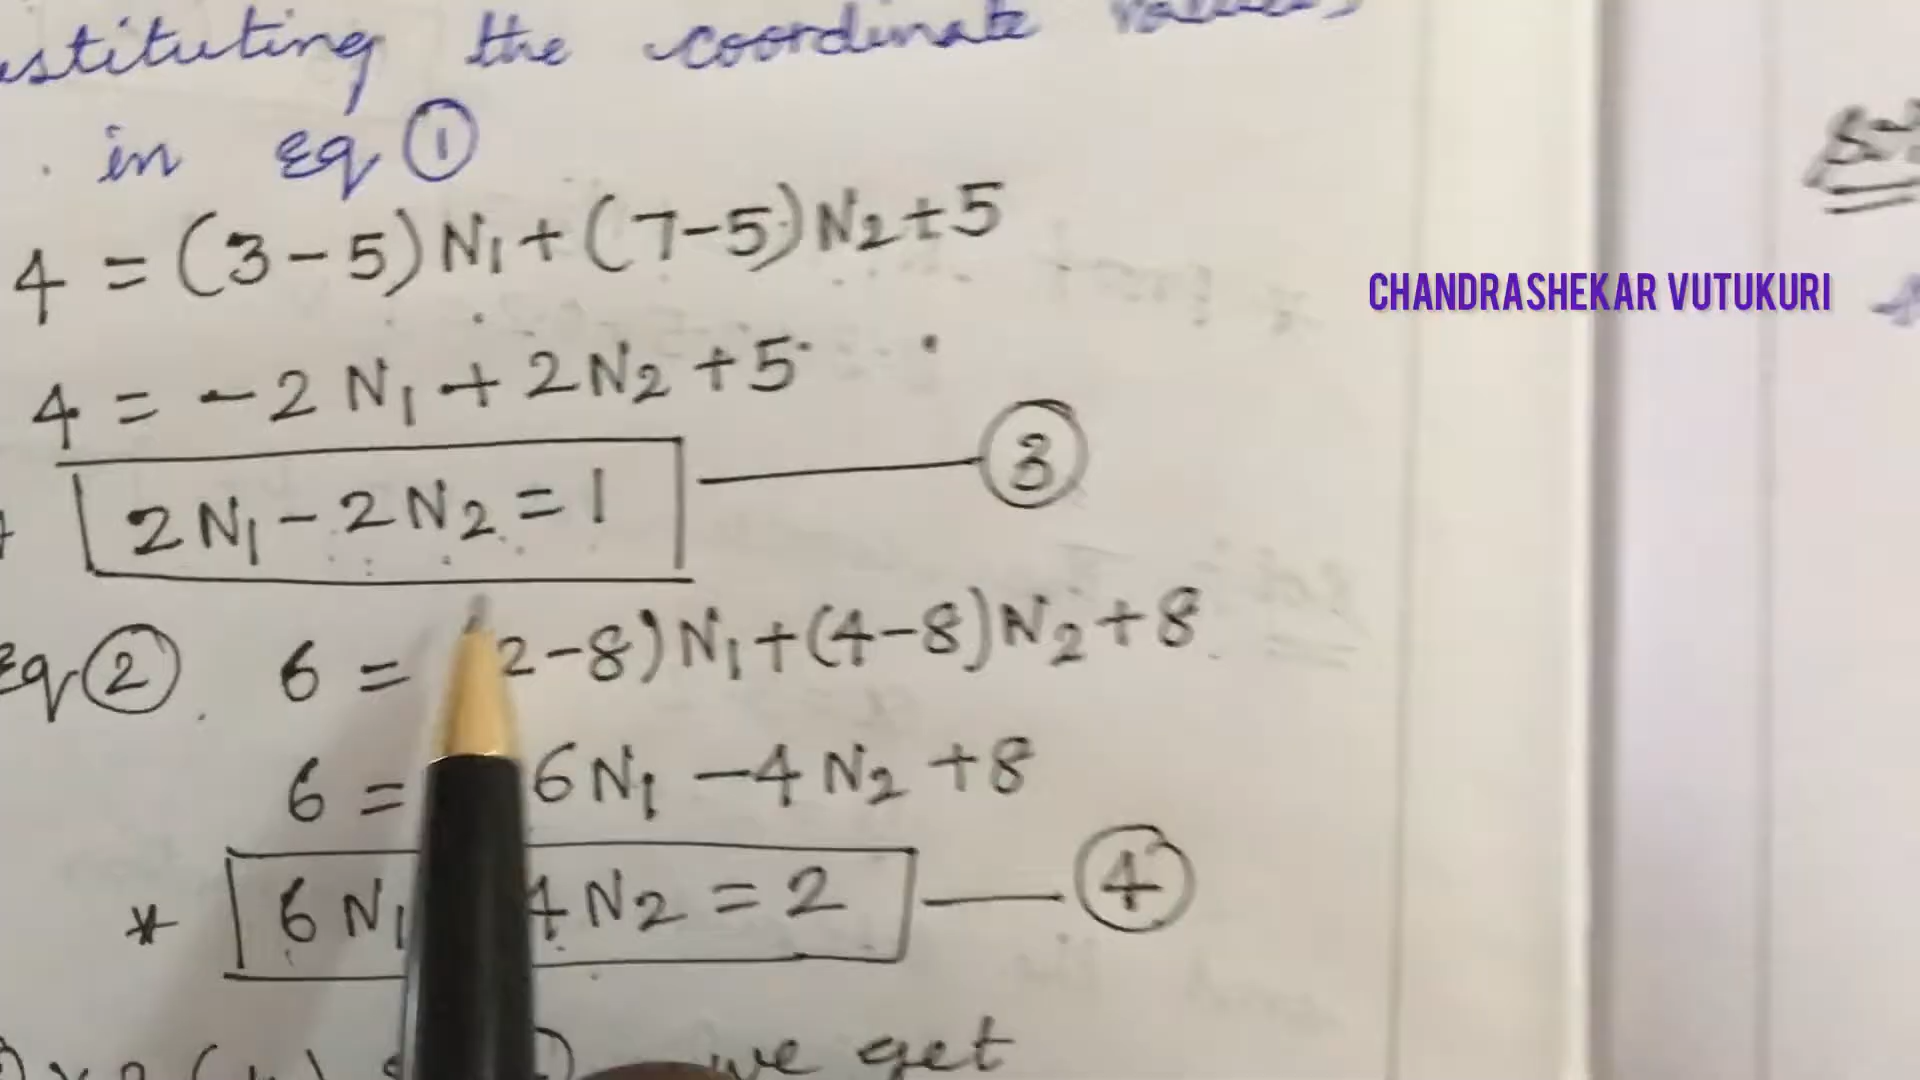 the coordinate
in Eq ①
4 = (3-5)N₁+(7-5)N₂+5
CHANDRASHEKAR VUTUKURI
4 = -2N₁+2N₂+5
2N₁-2N₂=1 ③
Eq ② 6 = 2-8)N₁+(4-8)N₂+8
6 = 6N₁-4N₂+8
* 6N₁ 4N₂=2 ④
we get